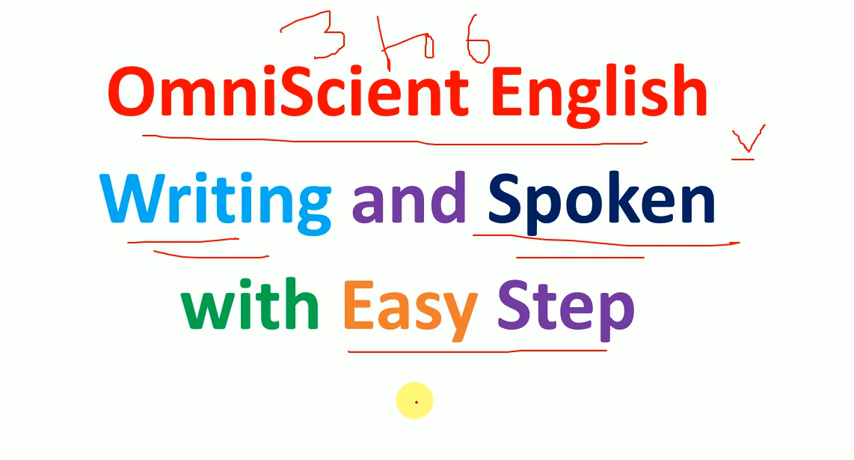 3 to 6
OmniScient English
V
Writing and Spoken
with Easy Step